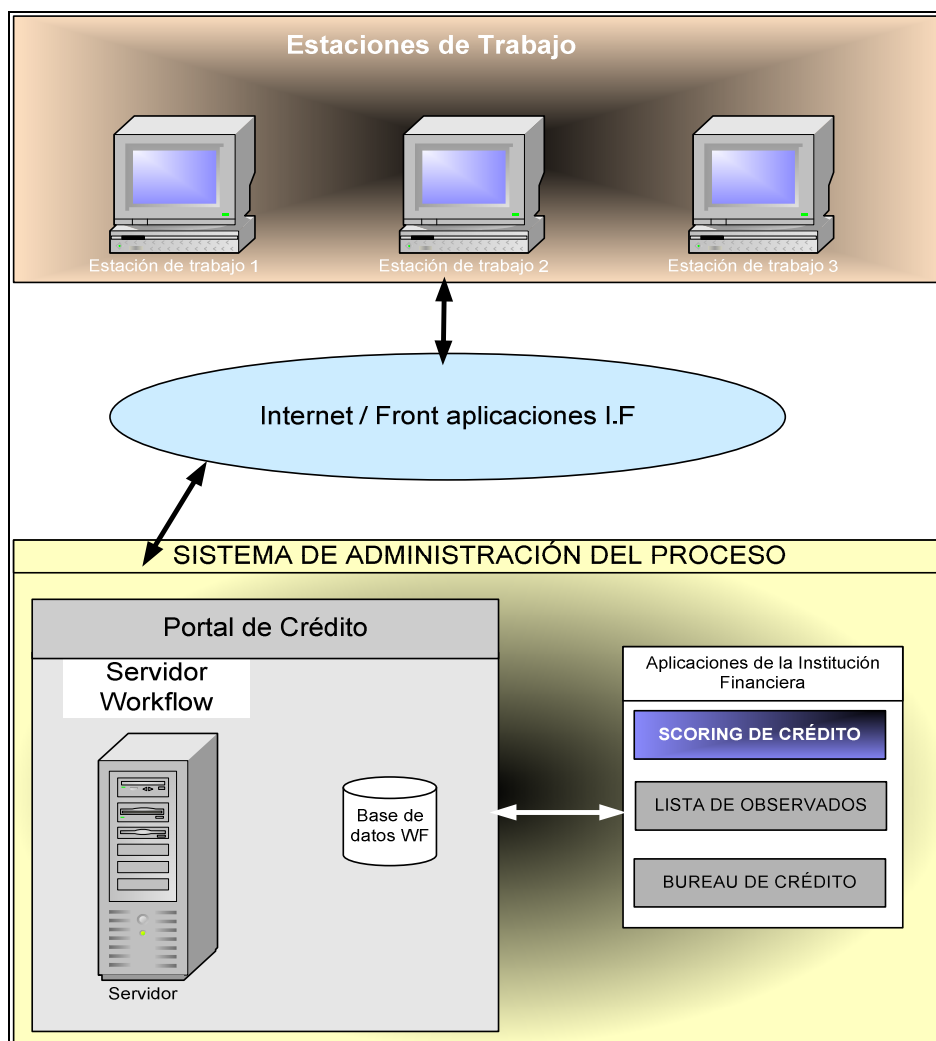 Estaciones de Trabajo
Estación de trabajo 1
Estación de trabajo 2
Estación de trabajo 3
Internet / Front aplicaciones I.F
SISTEMA DE ADMINISTRACIÓN DEL PROCESO
Portal de Crédito
Servidor
Workflow
Servidor
Base de
datos WF
Aplicaciones de la Institución
Financiera
SCORING DE CRÉDITO
LISTA DE OBSERVADOS
BUREAU DE CRÉDITO